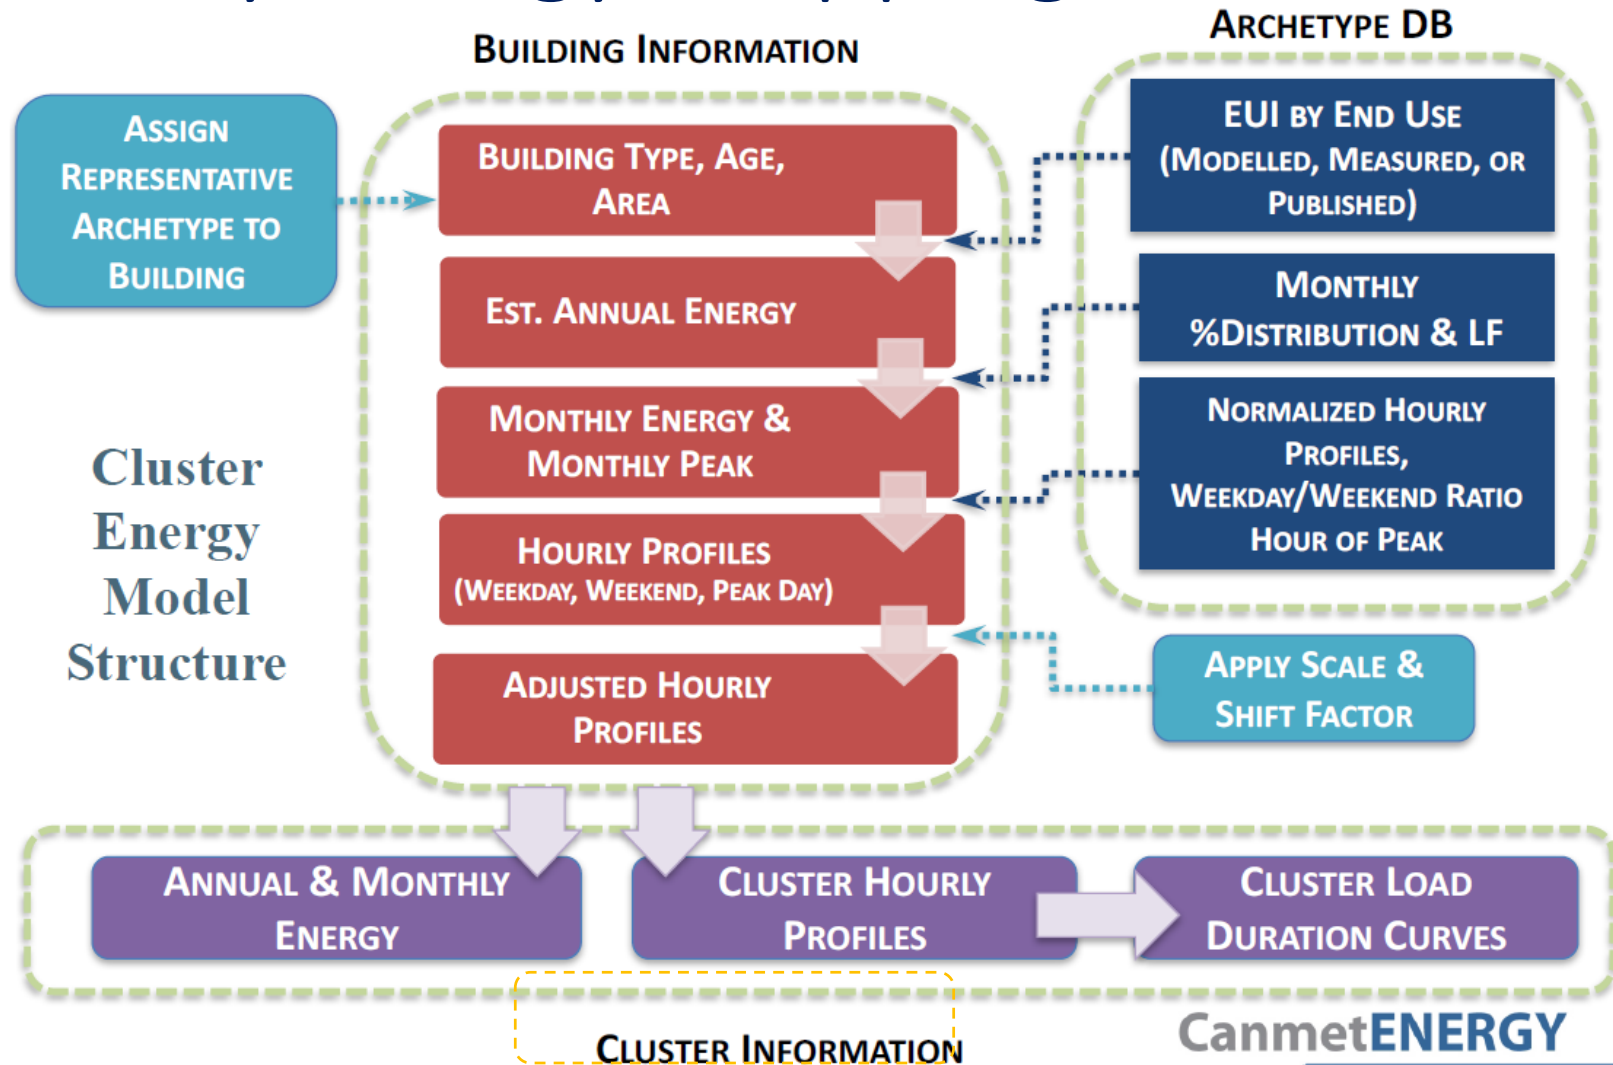 BUILDING INFORMATION
ARCHETYPE DB
ASSIGN
REPRESENTATIVE
ARCHETYPE TO
BUILDING
BUILDING TYPE, AGE,
AREA
EST. ANNUAL ENERGY
MONTHLY ENERGY &
MONTHLY PEAK
HOURLY PROFILES
(WEEKDAY, WEEKEND, PEAK DAY)
ADJUSTED HOURLY
PROFILES
EUI BY END USE
(MODELLED, MEASURED, OR
PUBLISHED)
MONTHLY
%DISTRIBUTION & LF
NORMALIZED HOURLY
PROFILES,
WEEKDAY/WEEKEND RATIO
HOUR OF PEAK
APPLY SCALE &
SHIFT FACTOR
Cluster
Energy
Model
Structure
ANNUAL & MONTHLY
ENERGY
CLUSTER HOURLY
PROFILES
CLUSTER LOAD
DURATION CURVES
CLUSTER INFORMATION
CanmetENERGY